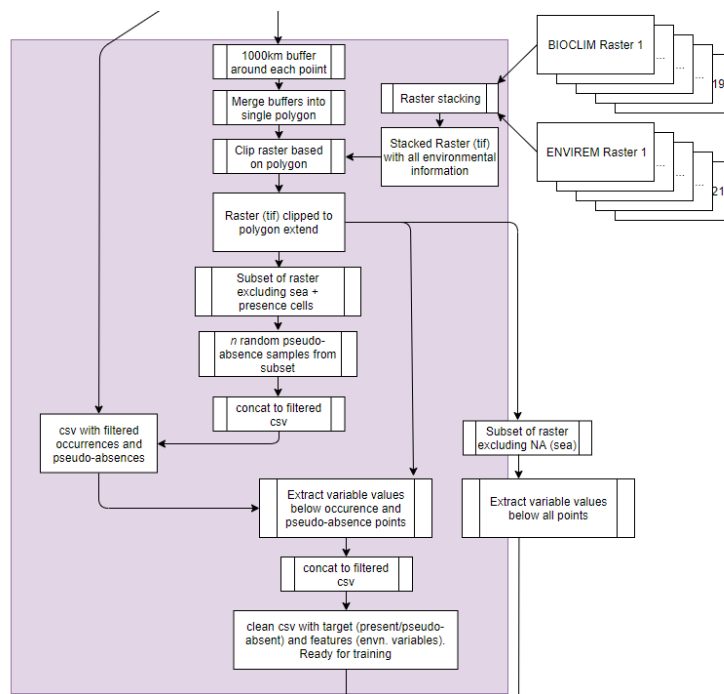 1000km buffer
around each poiint
Merge buffers into
single polygon
Clip raster based
on polygon
Raster stacking
Stacked Raster (tif)
with all environmental
information
BIOCLIM Raster 1
...
...
...
19
ENVIREM Raster 1
...
...
...
21
Raster (tif) clipped to
polygon extend
Subset of raster
excluding sea +
presence cells
n random pseudo-
absence samples from
subset
concat to filtered
csv
csv with filtered
occurrences and
pseudo-absences
Subset of raster
excluding NA (sea)
Extract variable values
below occurence and
pseudo-absence points
Extract variable values
below all points
concat to filtered
csv
clean csv with target (present/pseudo-
absent) and features (envn. variables).
Ready for training